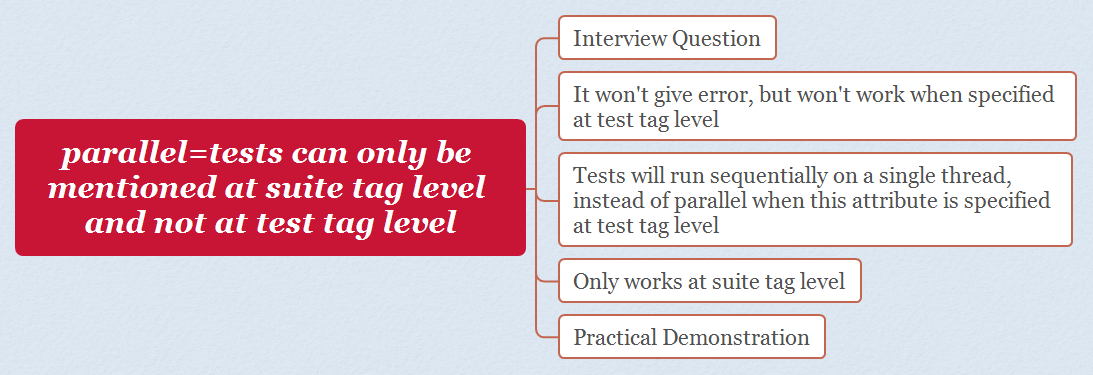 parallel=tests can only be
mentioned at suite tag level
and not at test tag level
Interview Question
It won't give error, but won't work when specified
at test tag level
Tests will run sequentially on a single thread,
instead of parallel when this attribute is specified
at test tag level
Only works at suite tag level
Practical Demonstration